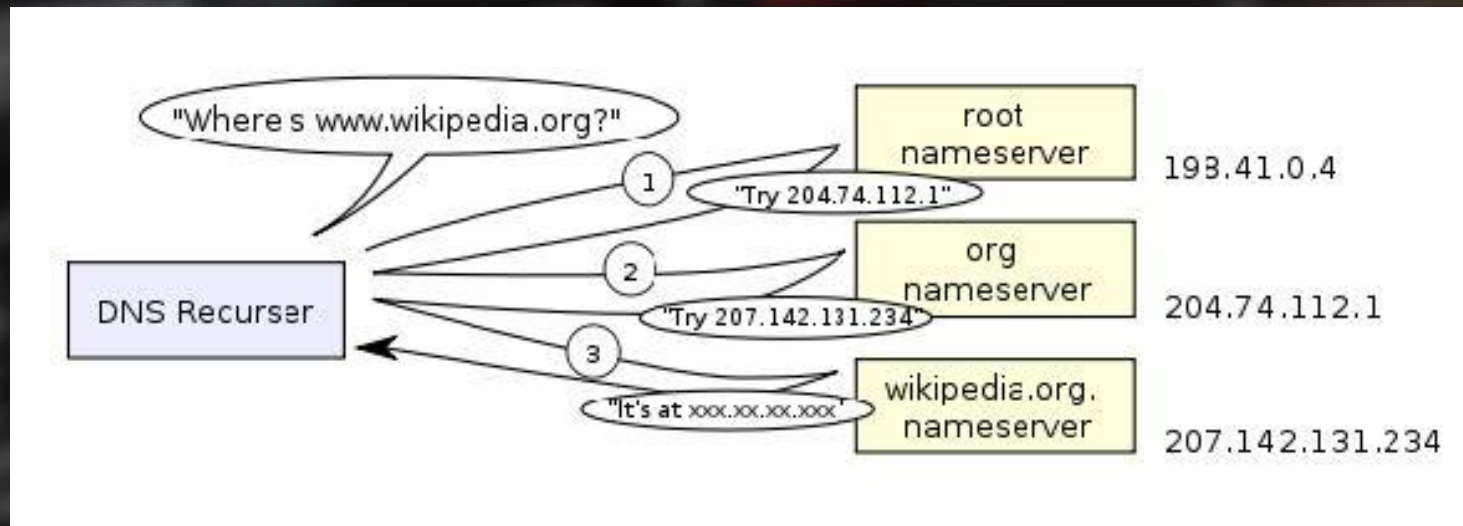 "Where's www.wikipedia.org?"
root
nameserver
198.41.0.4
1
"Try 204.74.112.1"
2
org
nameserver
204.74.112.1
DNS Recurser
"Try 207.142.131.234"
3
wikipedia.org.
nameserver
207.142.131.234
"It's at xxx.xx.xx.xxx"